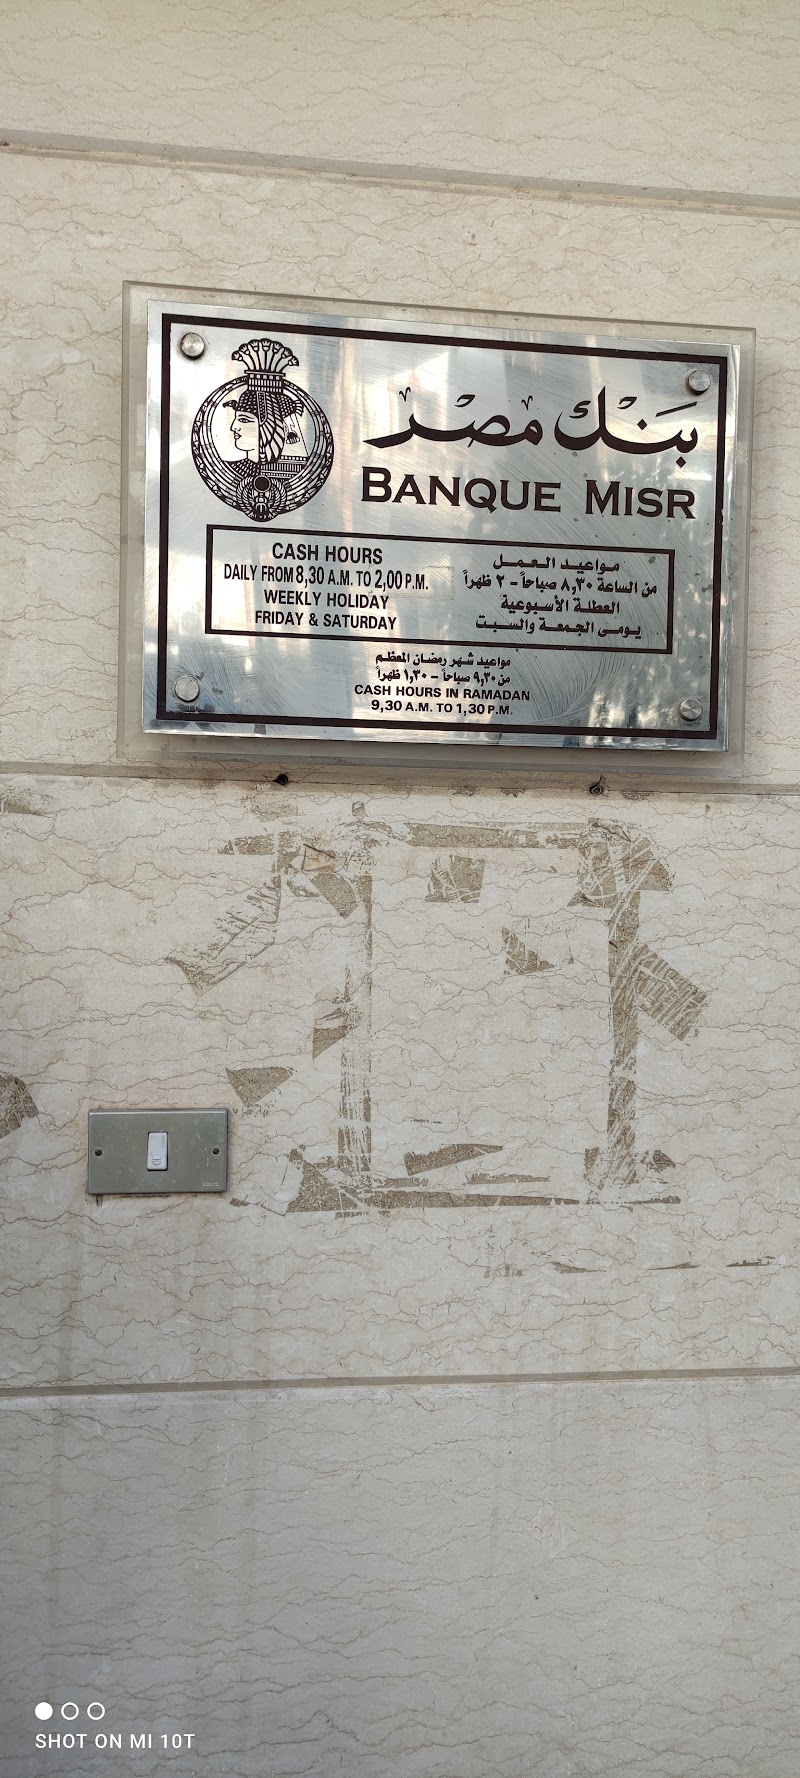 بنك مصر
BANQUE MISR
CASH HOURS
DAILY FROM 8,30 A.M. TO 2,00 P.M.
WEEKLY HOLIDAY
FRIDAY & SATURDAY
مواعيد العمل
من الساعة ٨,٣٠ صباحاً - ٢ ظهراً
العطلة الأسبوعية
يومى الجمعة والسبت
مواعيد شهر رمضان المعظم
من ٩,٣٠ صباحاً - ١,٣٠ ظهراً
CASH HOURS IN RAMADAN
9,30 A.M. TO 1,30 P.M.
SHOT ON MI 10T